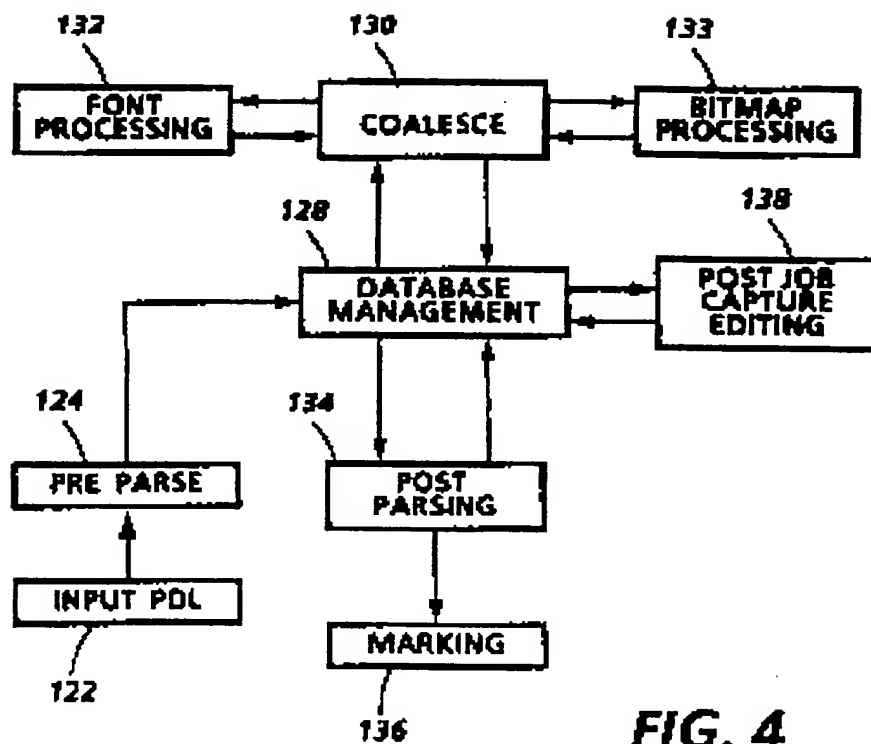 132
130
133
FONT
PROCESSING
COALESCE
BITMAP
PROCESSING
128
138
DATABASE
MANAGEMENT
POST JOB
CAPTURE
EDITING
124
134
PRE PARSE
POST
PARSING
INPUT PDL
MARKING
122
136
FIG. 4